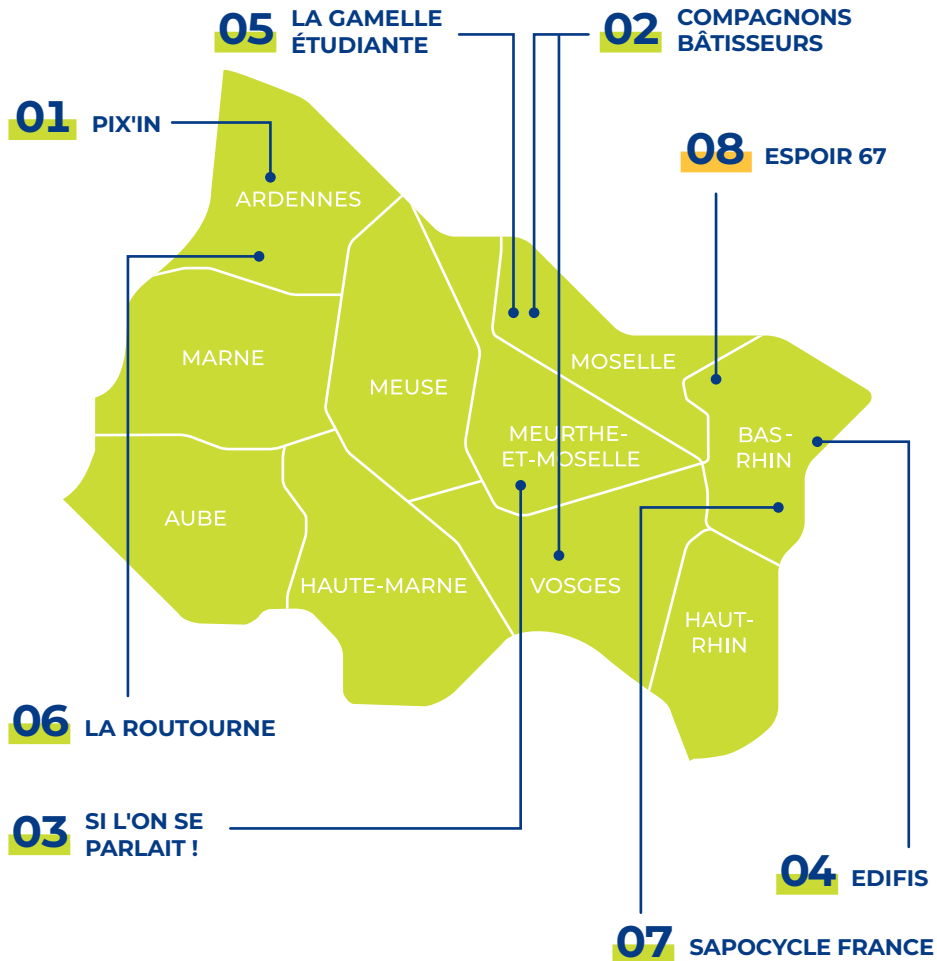 05 LA GAMELLE
ÉTUDIANTE
02 COMPAGNONS
BÂTISSEURS
01 PIX'IN
08 ESPOIR 67
ARDENNES
MARNE
MEUSE
MOSELLE
MEURTHE-
ET-MOSELLE
BAS-
RHIN
AUBE
HAUTE-MARNE
VOSGES
HAUT-
RHIN
06 LA ROUTOURNE
03 SI L'ON SE
PARLAIT !
04 EDIFIS
07 SAPOCYCLE FRANCE